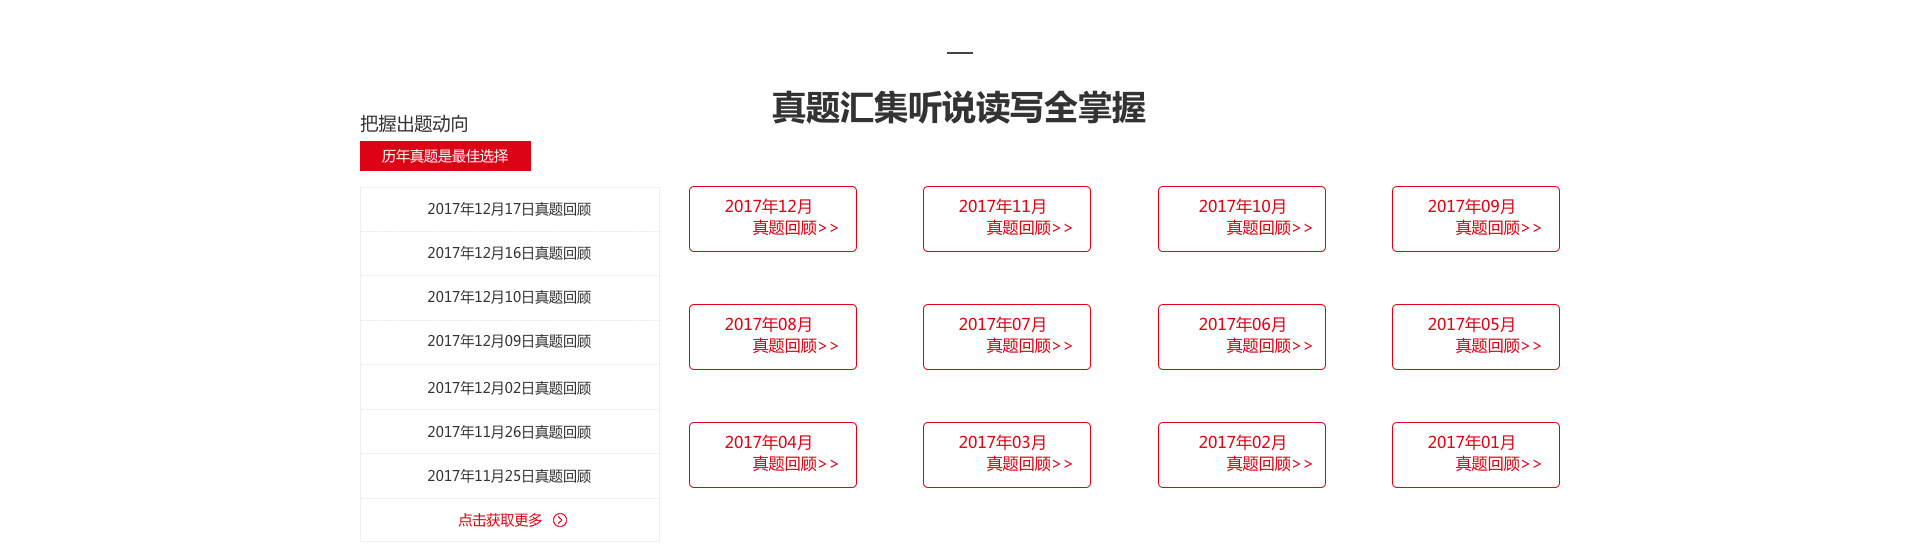 真题汇集听说读写全掌握
把握出题动向
历年真题是最佳选择
2017年12月17日真题回顾
2017年12月16日真题回顾
2017年12月10日真题回顾
2017年12月09日真题回顾
2017年12月02日真题回顾
2017年11月26日真题回顾
2017年11月25日真题回顾
点击获取更多
2017年12月
真题回顾>>
2017年11月
真题回顾>>
2017年10月
真题回顾>>
2017年09月
真题回顾>>
2017年08月
真题回顾>>
2017年07月
真题回顾>>
2017年06月
真题回顾>>
2017年05月
真题回顾>>
2017年04月
真题回顾>>
2017年03月
真题回顾>>
2017年02月
真题回顾>>
2017年01月
真题回顾>>